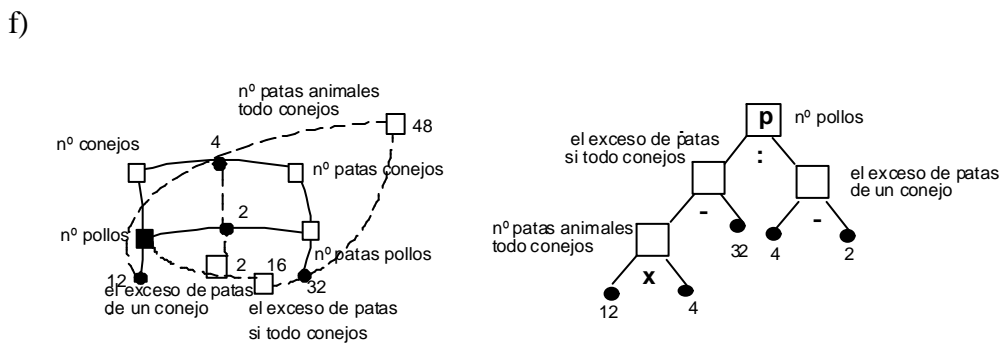 f)
nº patas animales
todo conejos
48
nº conejos
4
nº patas conejos
2
nº pollos
nº patas pollos
2
16
12
32
el exceso de patas
de un conejo
el exceso de patas
si todo conejos
p
nº pollos
el exceso de patas
si todo conejos
:
el exceso de patas
de un conejo
-
-
nº patas animales
todo conejos
32
4
2
x
12
4